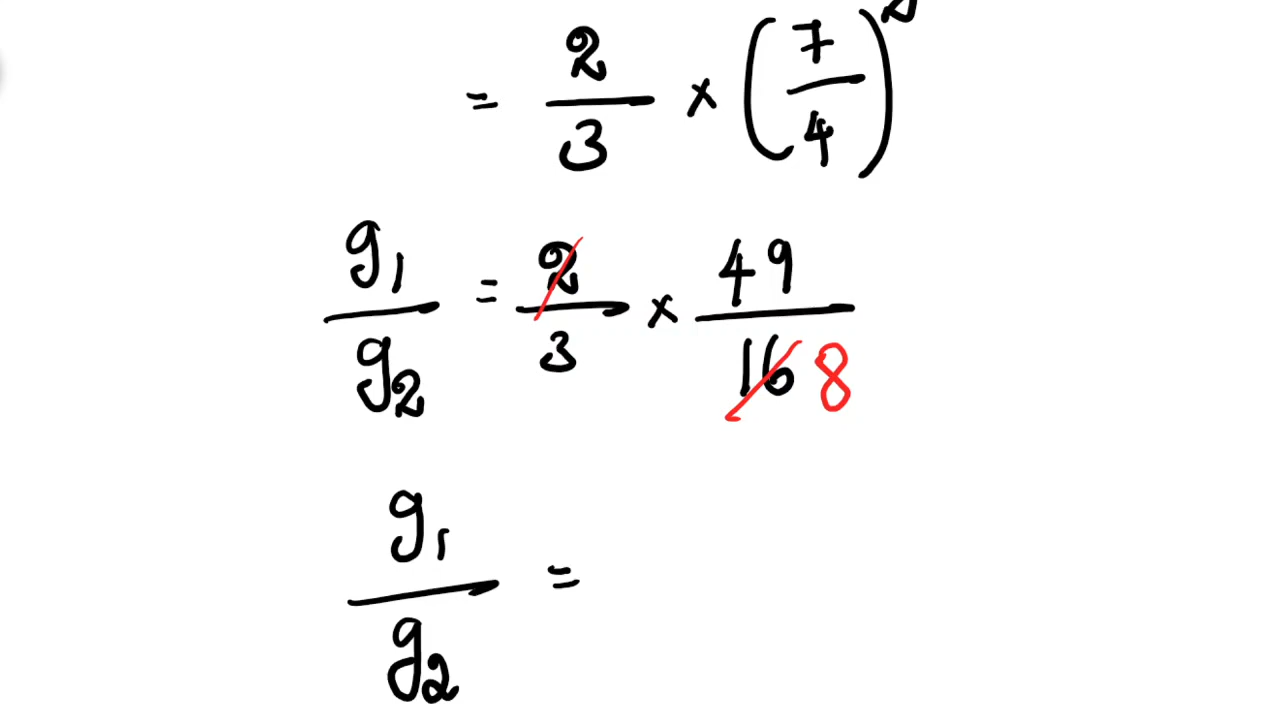 = 2/3 × (7/4)²
g₁/g₂ = 2/3 × 49/16 8
g₁/g₂ =